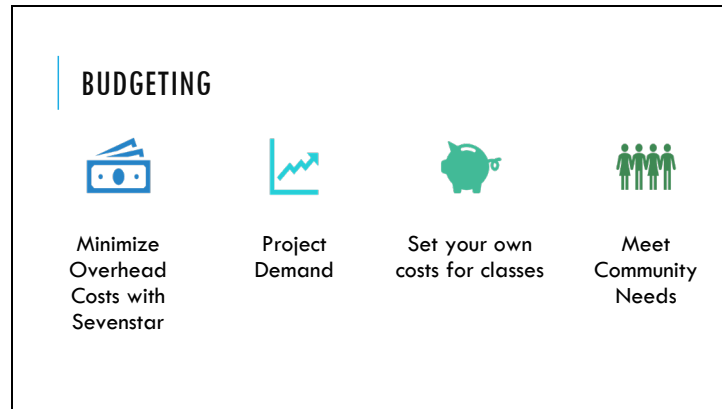 BUDGETING
Minimize
Overhead
Costs with
Sevenstar
Project
Demand
Set your own
costs for classes
Meet
Community
Needs